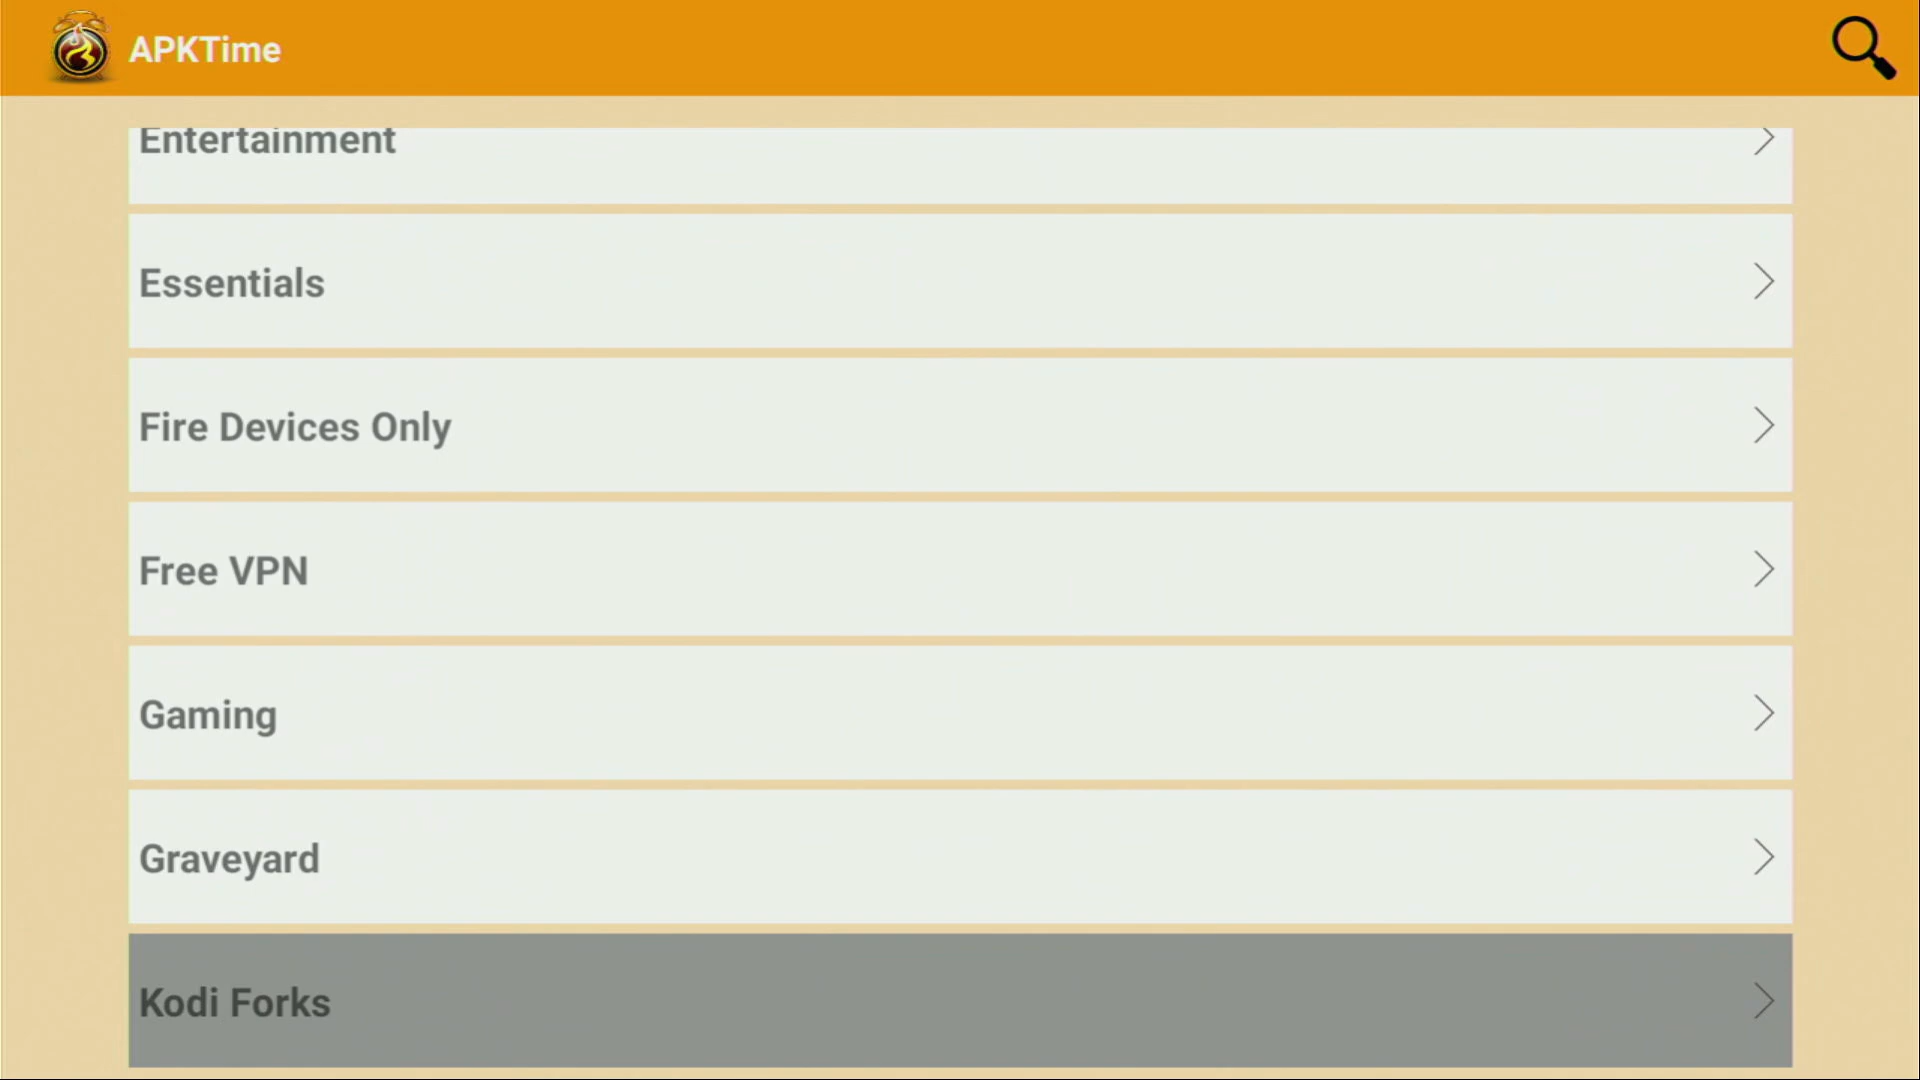 APKTime
Entertainment
Essentials
Fire Devices Only
Free VPN
Gaming
Graveyard
Kodi Forks